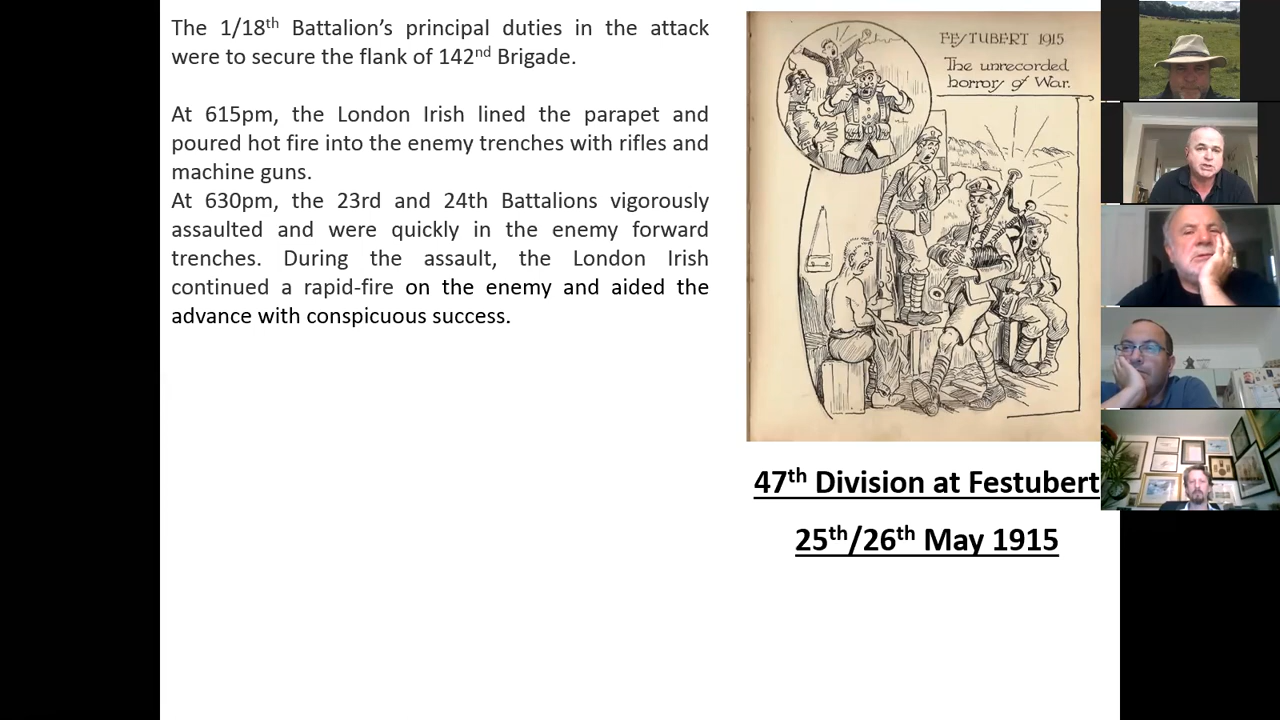 The 1/18th Battalion’s principal duties in the attack
were to secure the flank of 142nd Brigade.
At 615pm, the London Irish lined the parapet and
poured hot fire into the enemy trenches with rifles and
machine guns.
At 630pm, the 23rd and 24th Battalions vigorously
assaulted and were quickly in the enemy forward
trenches. During the assault, the London Irish
continued a rapid-fire on the enemy and aided the
advance with conspicuous success.
FESTUBERT 1915
The unrecorded
horror of War.
47th Division at Festubert
25th/26th May 1915